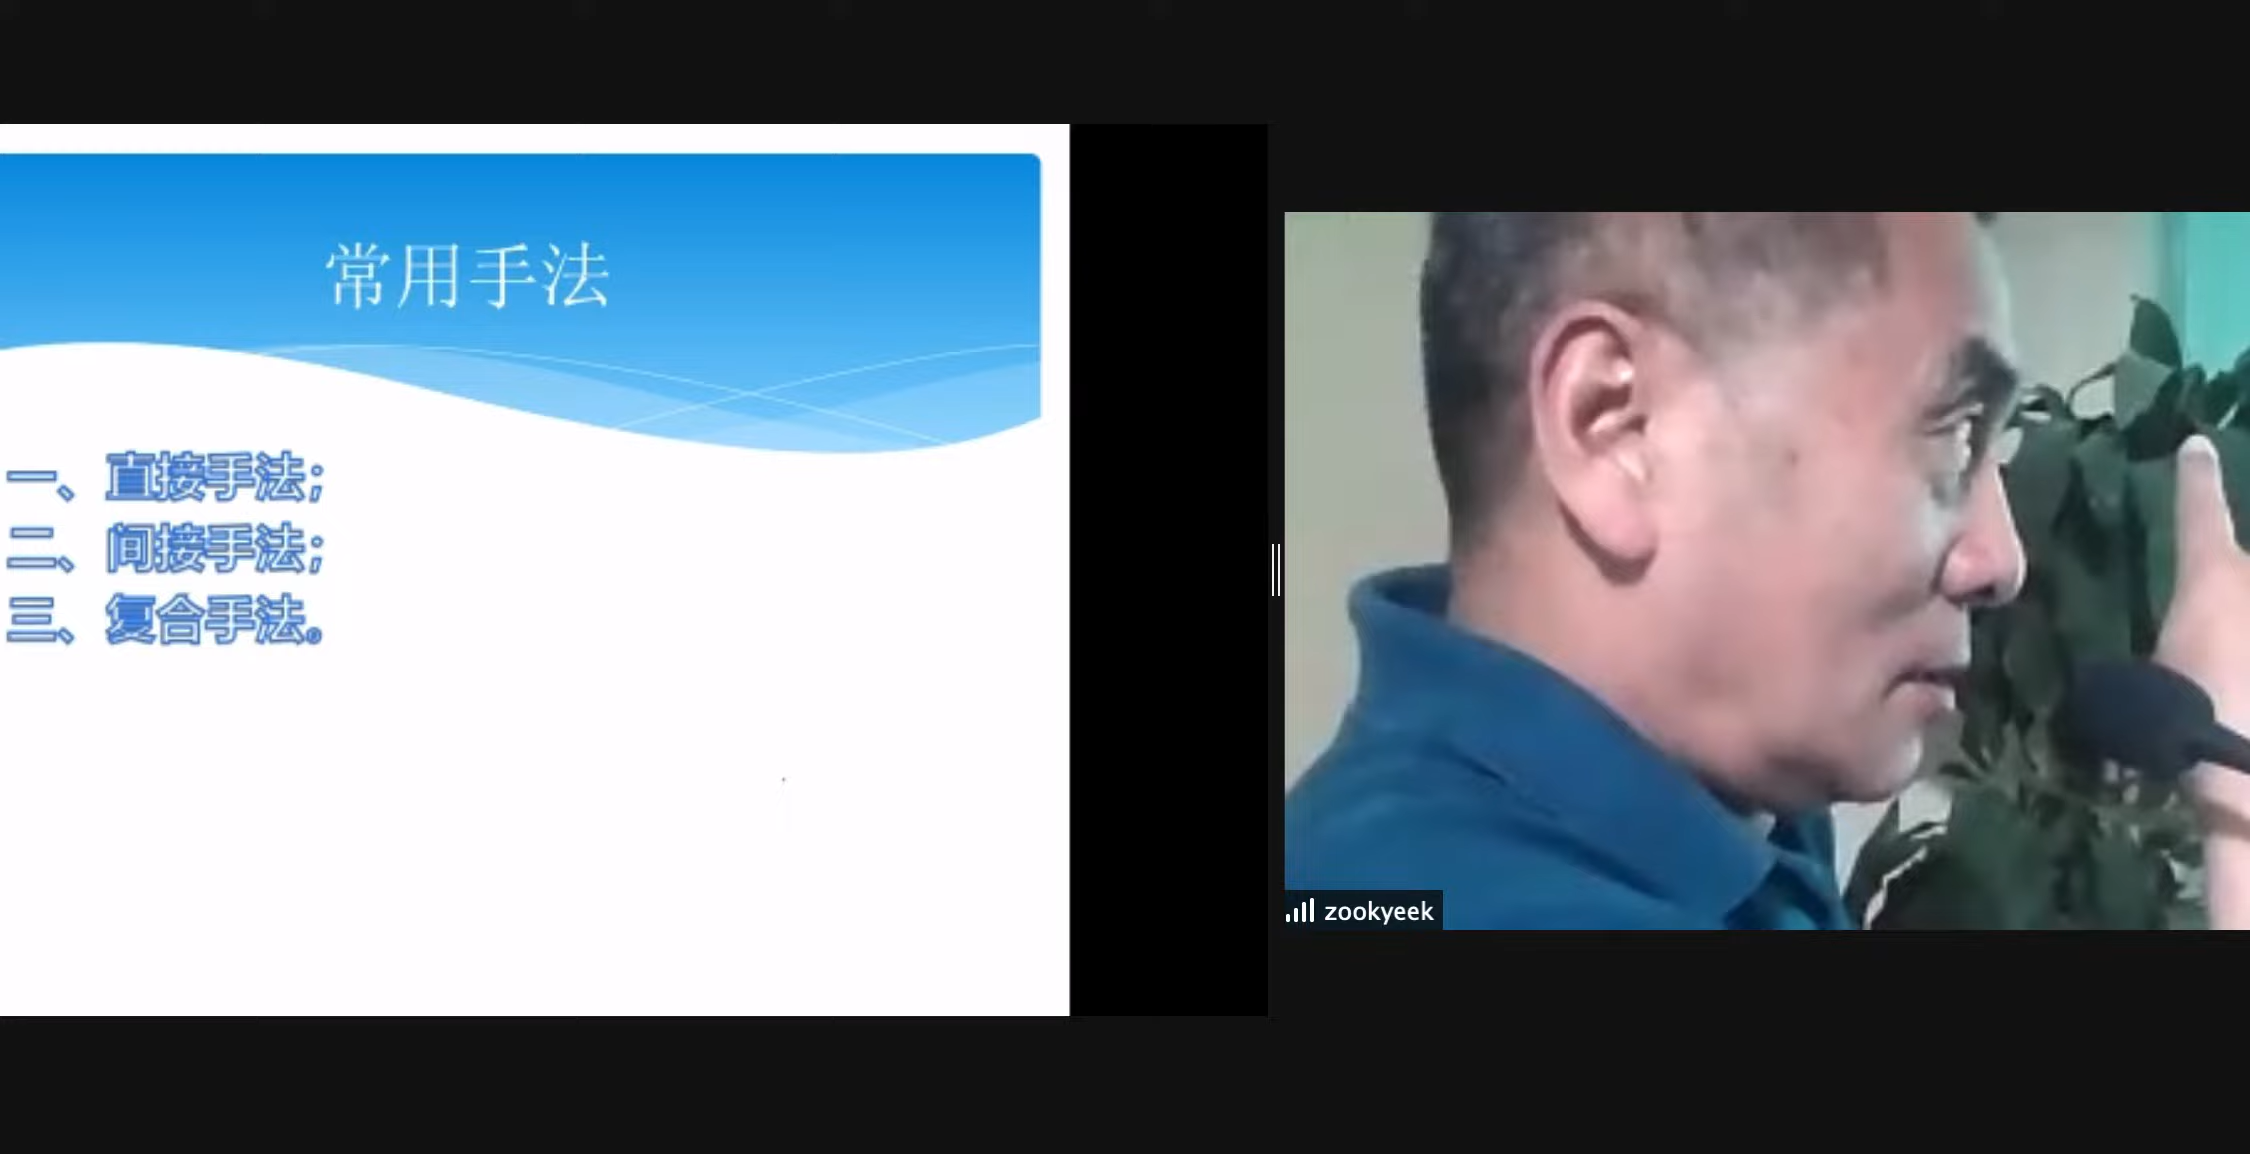 常用手法
一、直接手法；
二、间接手法；
三、复合手法。
zookyeek